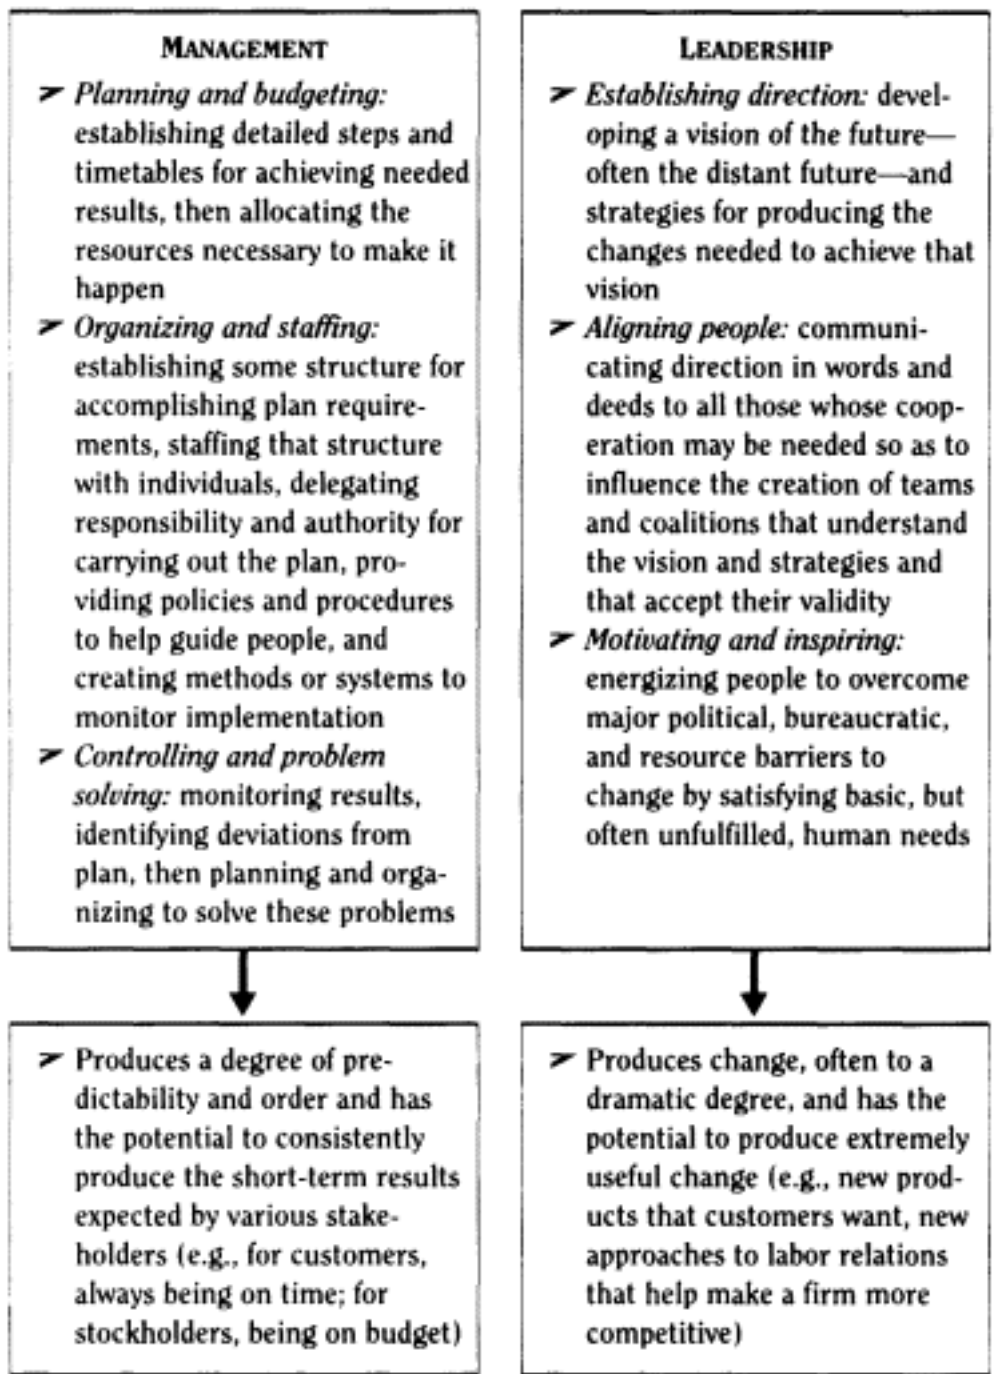 MANAGEMENT
➤ Planning and budgeting:
establishing detailed steps and
timetables for achieving needed
results, then allocating the
resources necessary to make it
happen
➤ Organizing and staffing:
establishing some structure for
accomplishing plan require-
ments, staffing that structure
with individuals, delegating
responsibility and authority for
carrying out the plan, pro-
viding policies and procedures
to help guide people, and
creating methods or systems to
monitor implementation
➤ Controlling and problem
solving: monitoring results,
identifying deviations from
plan, then planning and orga-
nizing to solve these problems
➤ Produces a degree of pre-
dictability and order and has
the potential to consistently
produce the short-term results
expected by various stake-
holders (e.g., for customers,
always being on time; for
stockholders, being on budget)
LEADERSHIP
➤ Establishing direction: devel-
oping a vision of the future—
often the distant future—and
strategies for producing the
changes needed to achieve that
vision
➤ Aligning people: communi-
cating direction in words and
deeds to all those whose coop-
eration may be needed so as to
influence the creation of teams
and coalitions that understand
the vision and strategies and
that accept their validity
➤ Motivating and inspiring:
energizing people to overcome
major political, bureaucratic,
and resource barriers to
change by satisfying basic, but
often unfulfilled, human needs
➤ Produces change, often to a
dramatic degree, and has the
potential to produce extremely
useful change (e.g., new prod-
ucts that customers want, new
approaches to labor relations
that help make a firm more
competitive)